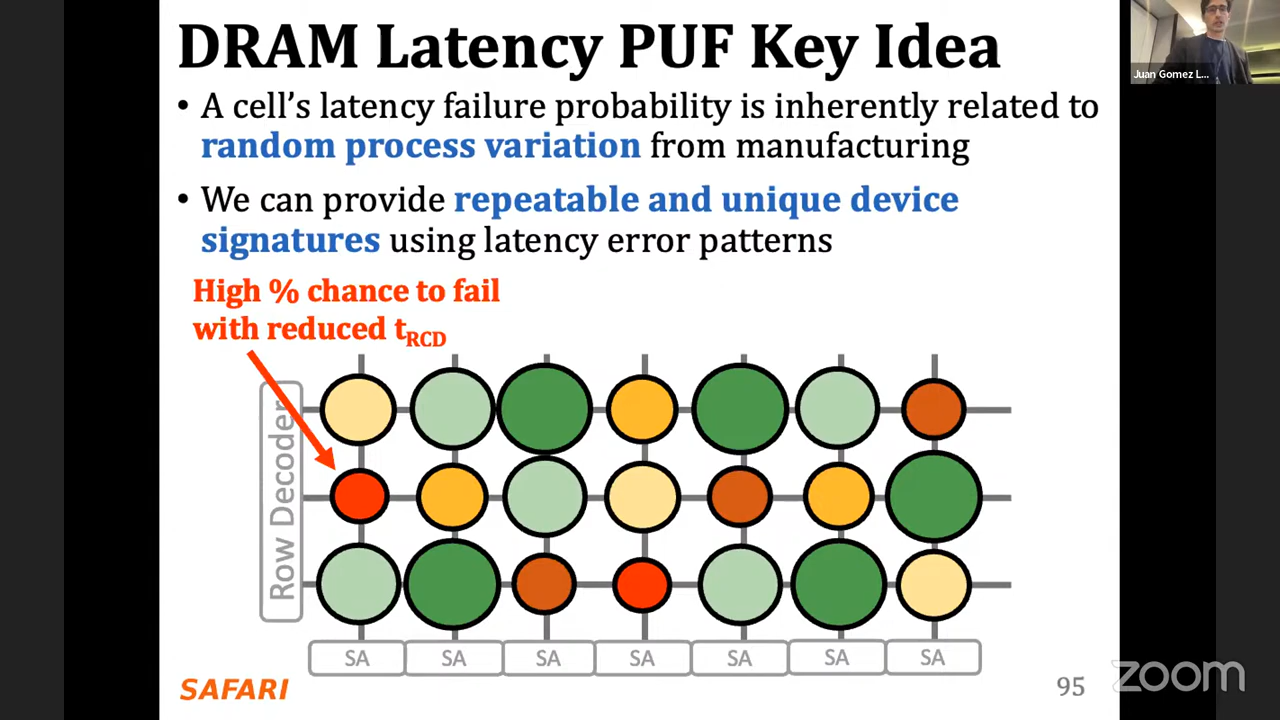 DRAM Latency PUF Key Idea
Juan Gomez L...
• A cell's latency failure probability is inherently related to
random process variation from manufacturing
• We can provide repeatable and unique device
signatures using latency error patterns
High % chance to fail
with reduced tRCD
Row Decoder
SA SA SA SA SA SA SA
SAFARI
95
zoom